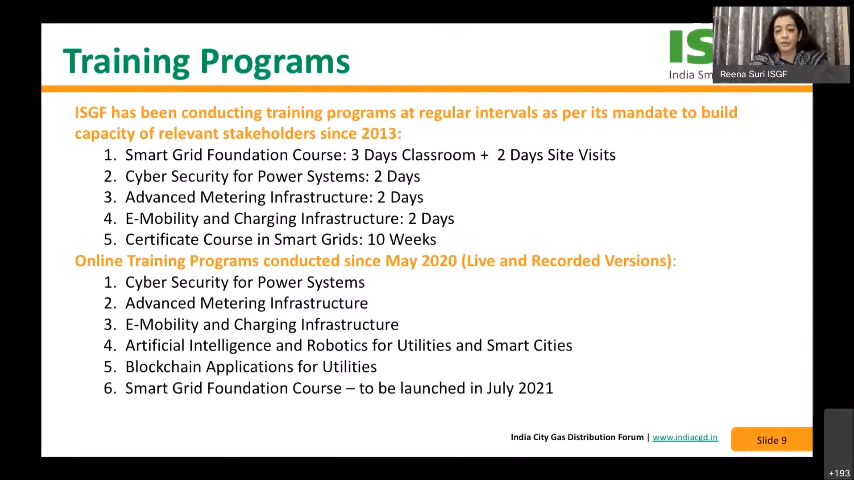 Training Programs
IS
India Sm
Reena Suri ISGF
ISGF has been conducting training programs at regular intervals as per its mandate to build
capacity of relevant stakeholders since 2013:
1. Smart Grid Foundation Course: 3 Days Classroom + 2 Days Site Visits
2. Cyber Security for Power Systems: 2 Days
3. Advanced Metering Infrastructure: 2 Days
4. E-Mobility and Charging Infrastructure: 2 Days
5. Certificate Course in Smart Grids: 10 Weeks
Online Training Programs conducted since May 2020 (Live and Recorded Versions):
1. Cyber Security for Power Systems
2. Advanced Metering Infrastructure
3. E-Mobility and Charging Infrastructure
4. Artificial Intelligence and Robotics for Utilities and Smart Cities
5. Blockchain Applications for Utilities
6. Smart Grid Foundation Course – to be launched in July 2021
India City Gas Distribution Forum | www.indiacgd.in
Slide 9
+193